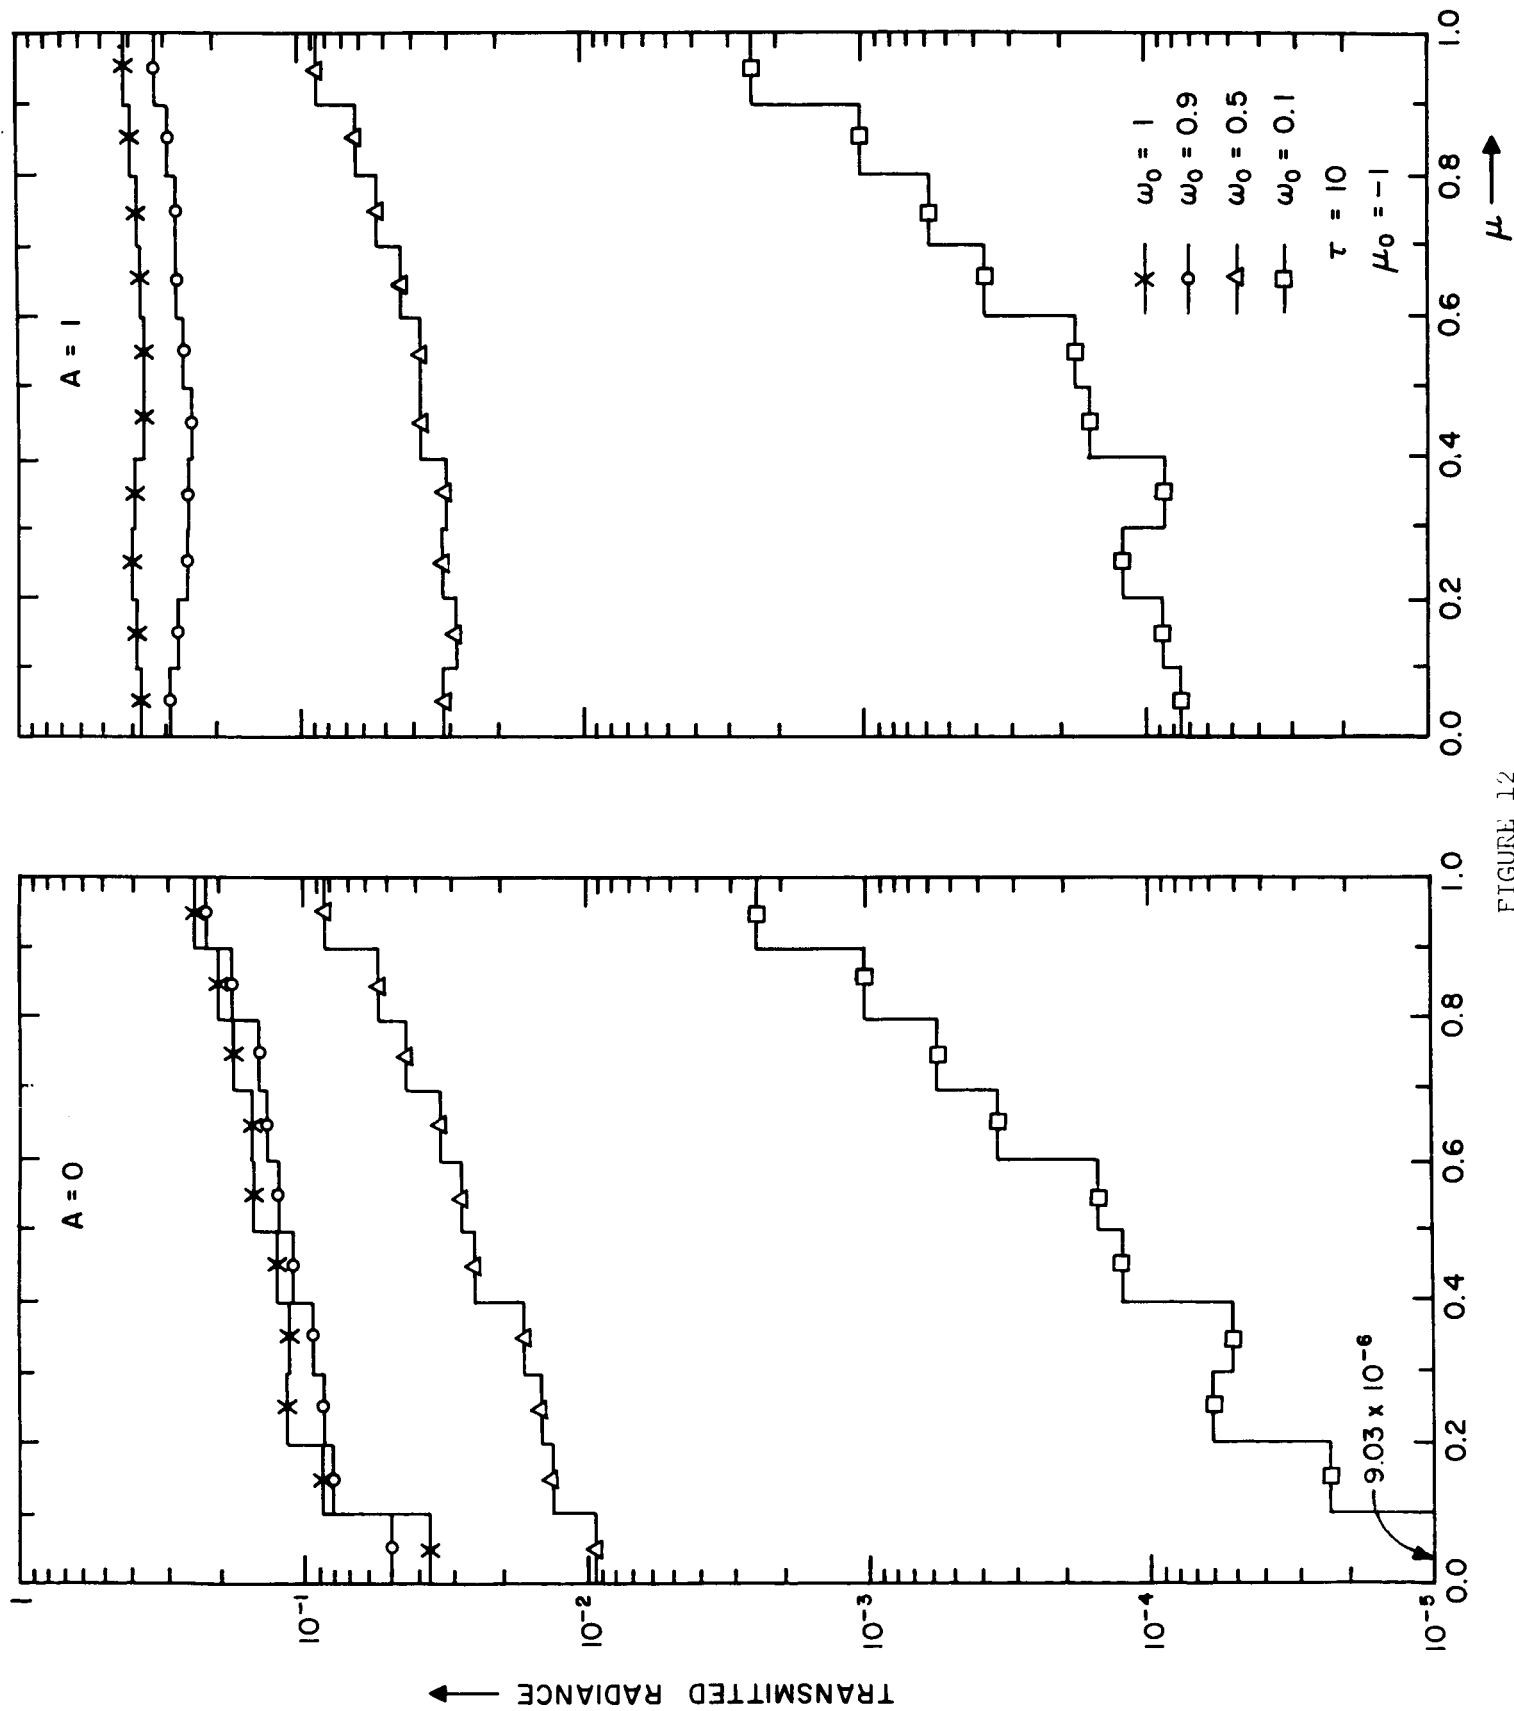 A = 0
A = 1
1
10⁻¹
10⁻²
10⁻³
10⁻⁴
10⁻⁵
TRANSMITTED RADIANCE
0.0
0.2
0.4
0.6
0.8
1.0
9.03 x 10⁻⁶
0.0
0.2
0.4
0.6
0.8
1.0
μ
ω₀ = 1
ω₀ = 0.9
ω₀ = 0.5
ω₀ = 0.1
τ = 10
μ₀ = -1
FIGURE 12